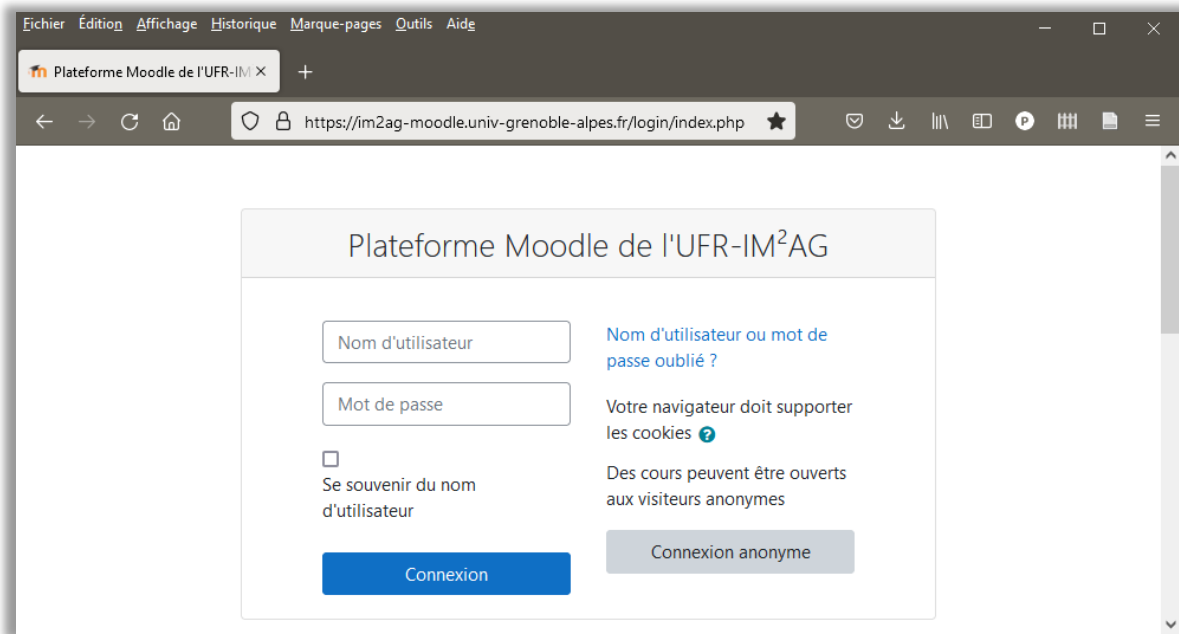 Fichier Édition Affichage Historique Marque-pages Outils Aide
Plateforme Moodle de l'UFR-IM
https://im2ag-moodle.univ-grenoble-alpes.fr/login/index.php
P
Plateforme Moodle de l'UFR-IM²AG
Nom d'utilisateur
Mot de passe
Se souvenir du nom
d'utilisateur
Connexion
Nom d'utilisateur ou mot de
passe oublié ?
Votre navigateur doit supporter
les cookies ?
Des cours peuvent être ouverts
aux visiteurs anonymes
Connexion anonyme